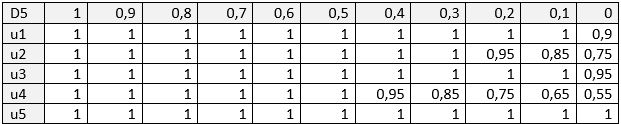 D5 1 0,9 0,8 0,7 0,6 0,5 0,4 0,3 0,2 0,1 0
u1 1 1 1 1 1 1 1 1 1 1 0,9
u2 1 1 1 1 1 1 1 1 0,95 0,85 0,75
u3 1 1 1 1 1 1 1 1 1 1 0,95
u4 1 1 1 1 1 1 0,95 0,85 0,75 0,65 0,55
u5 1 1 1 1 1 1 1 1 1 1 1